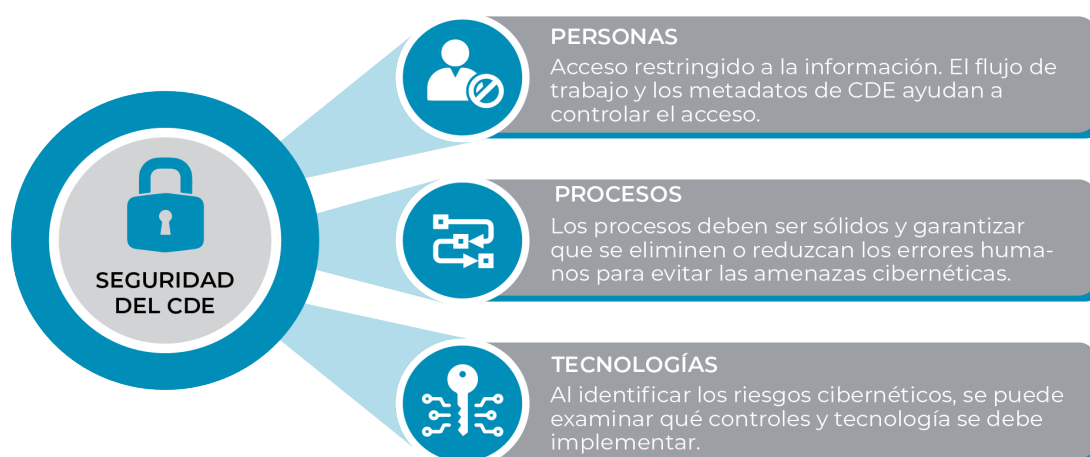 SEGURIDAD
DEL CDE
PERSONAS
Acceso restringido a la información. El flujo de
trabajo y los metadatos de CDE ayudan a
controlar el acceso.
PROCESOS
Los procesos deben ser sólidos y garantizar
que se eliminen o reduzcan los errores huma-
nos para evitar las amenazas cibernéticas.
TECNOLOGÍAS
Al identificar los riesgos cibernéticos, se puede
examinar qué controles y tecnología se debe
implementar.